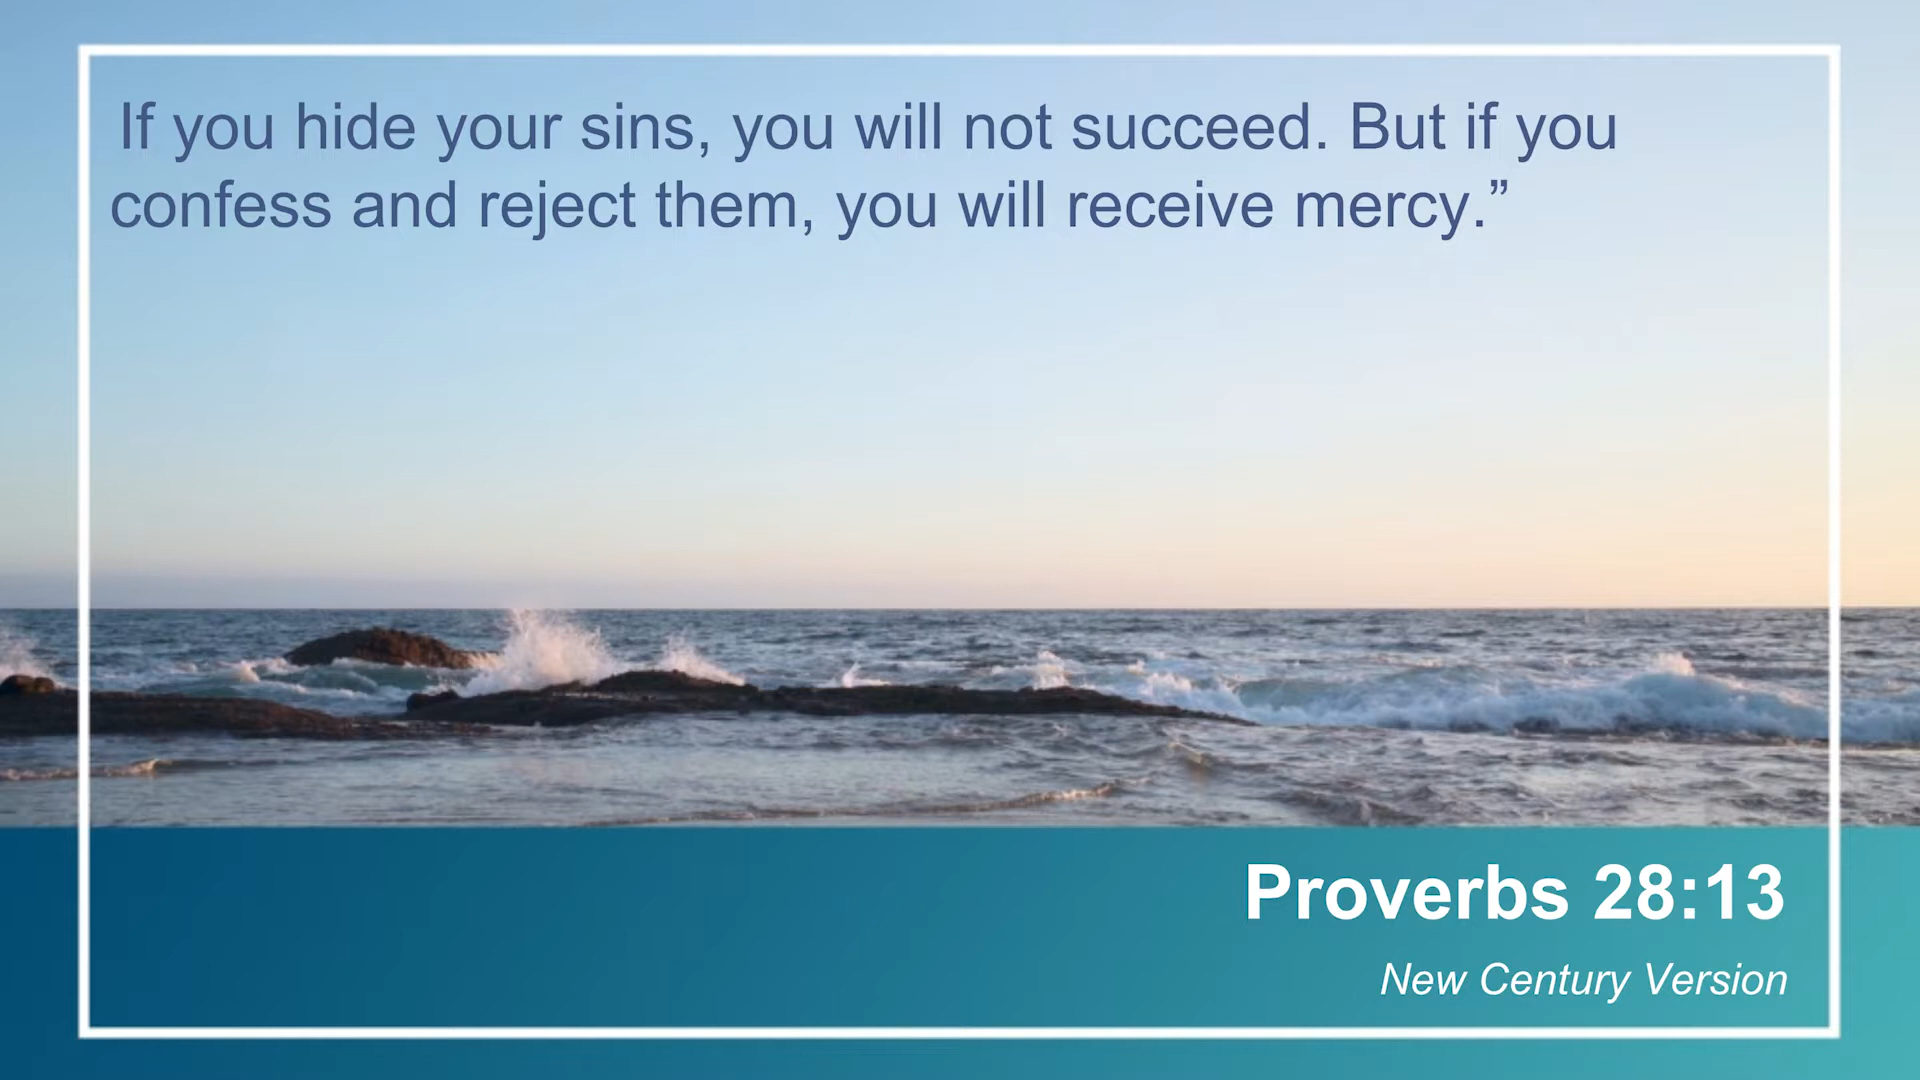 If you hide your sins, you will not succeed. But if you
confess and reject them, you will receive mercy.”
Proverbs 28:13
New Century Version